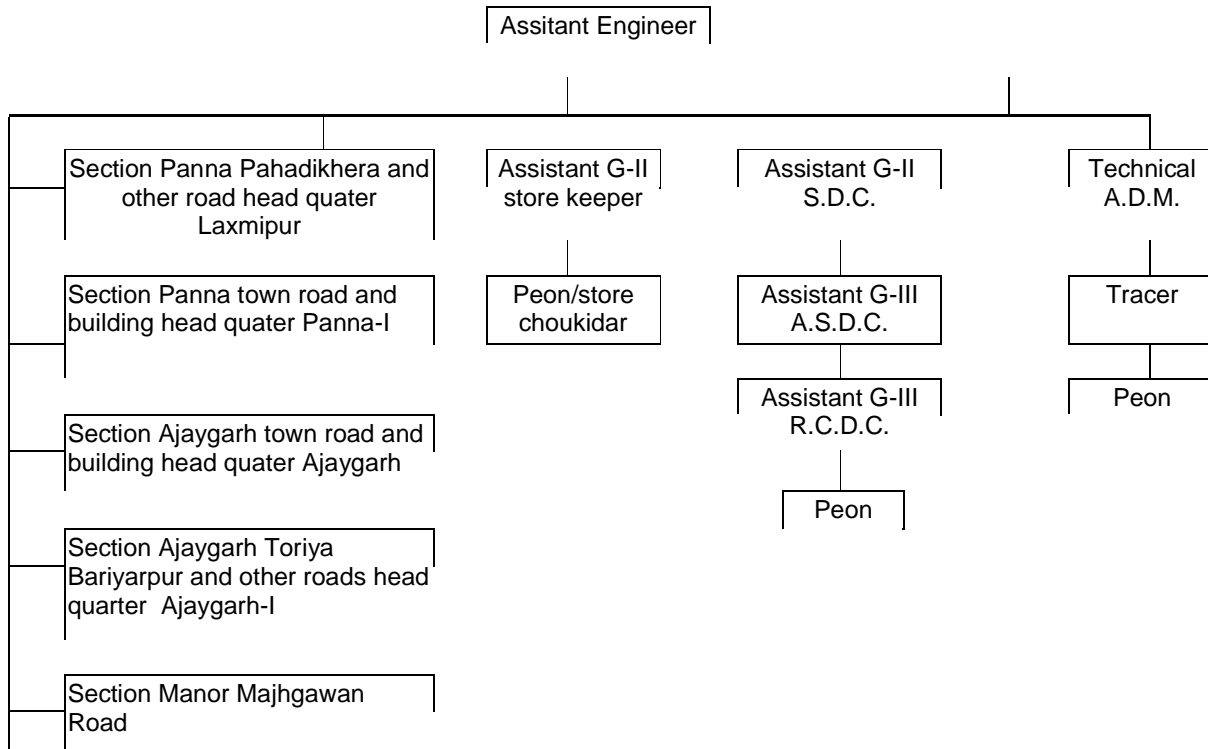 Assitant Engineer
Section Panna Pahadikhera and
other road head quater
Laxmipur
Assistant G-II
store keeper
Assistant G-II
S.D.C.
Technical
A.D.M.
Section Panna town road and
building head quater Panna-I
Peon/store
choukidar
Assistant G-III
A.S.D.C.
Tracer
Assistant G-III
R.C.D.C.
Peon
Section Ajaygarh town road and
building head quater Ajaygarh
Peon
Section Ajaygarh Toriya
Bariyarpur and other roads head
quarter Ajaygarh-I
Section Manor Majhgawan
Road